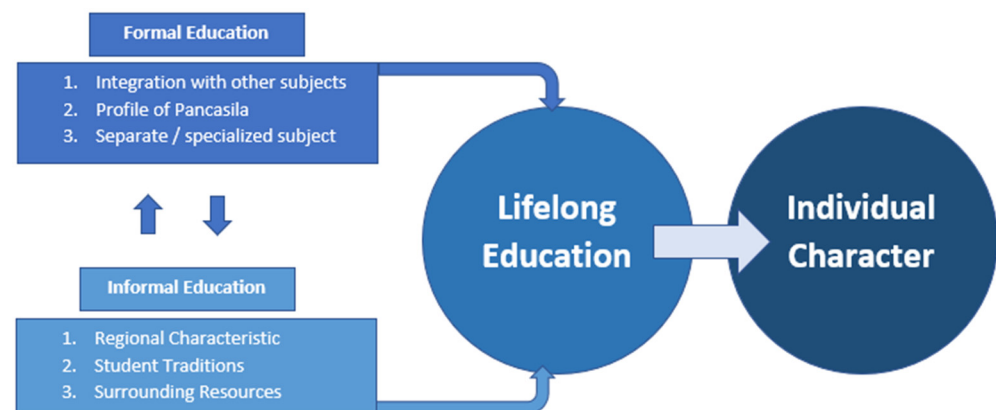 Formal Education
1. Integration with other subjects
2. Profile of Pancasila
3. Separate / specialized subject
Informal Education
1. Regional Characteristic
2. Student Traditions
3. Surrounding Resources
Lifelong
Education
Individual
Character